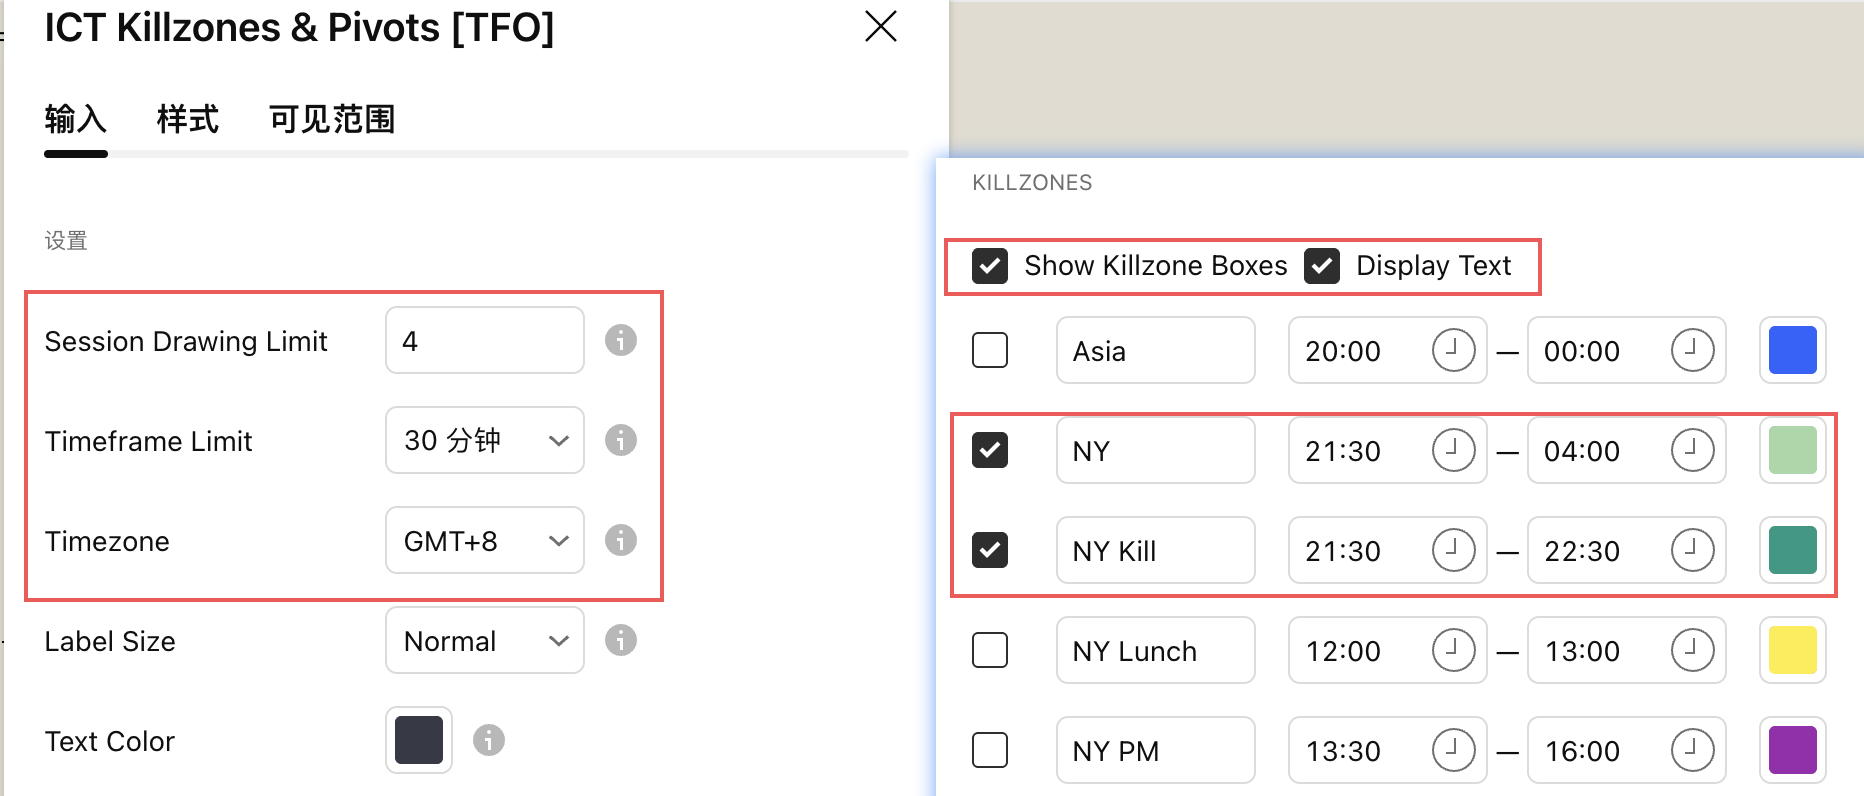 ICT Killzones & Pivots [TFO]
输入 样式 可见范围
设置
Session Drawing Limit 4
Timeframe Limit 30 分钟
Timezone GMT+8
Label Size Normal
Text Color
KILLZONES
Show Killzone Boxes Display Text
Asia 20:00 — 00:00
NY 21:30 — 04:00
NY Kill 21:30 — 22:30
NY Lunch 12:00 — 13:00
NY PM 13:30 — 16:00